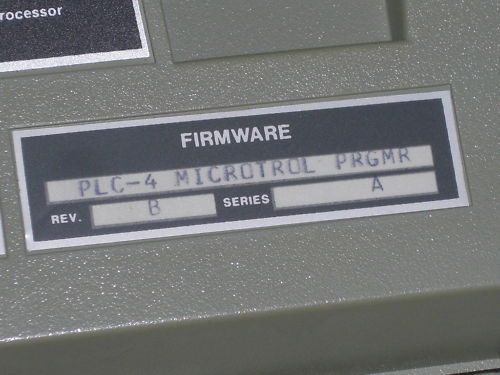 rocessor
FIRMWARE
PLC-4 MICROTROL PRGMR
REV. B SERIES A